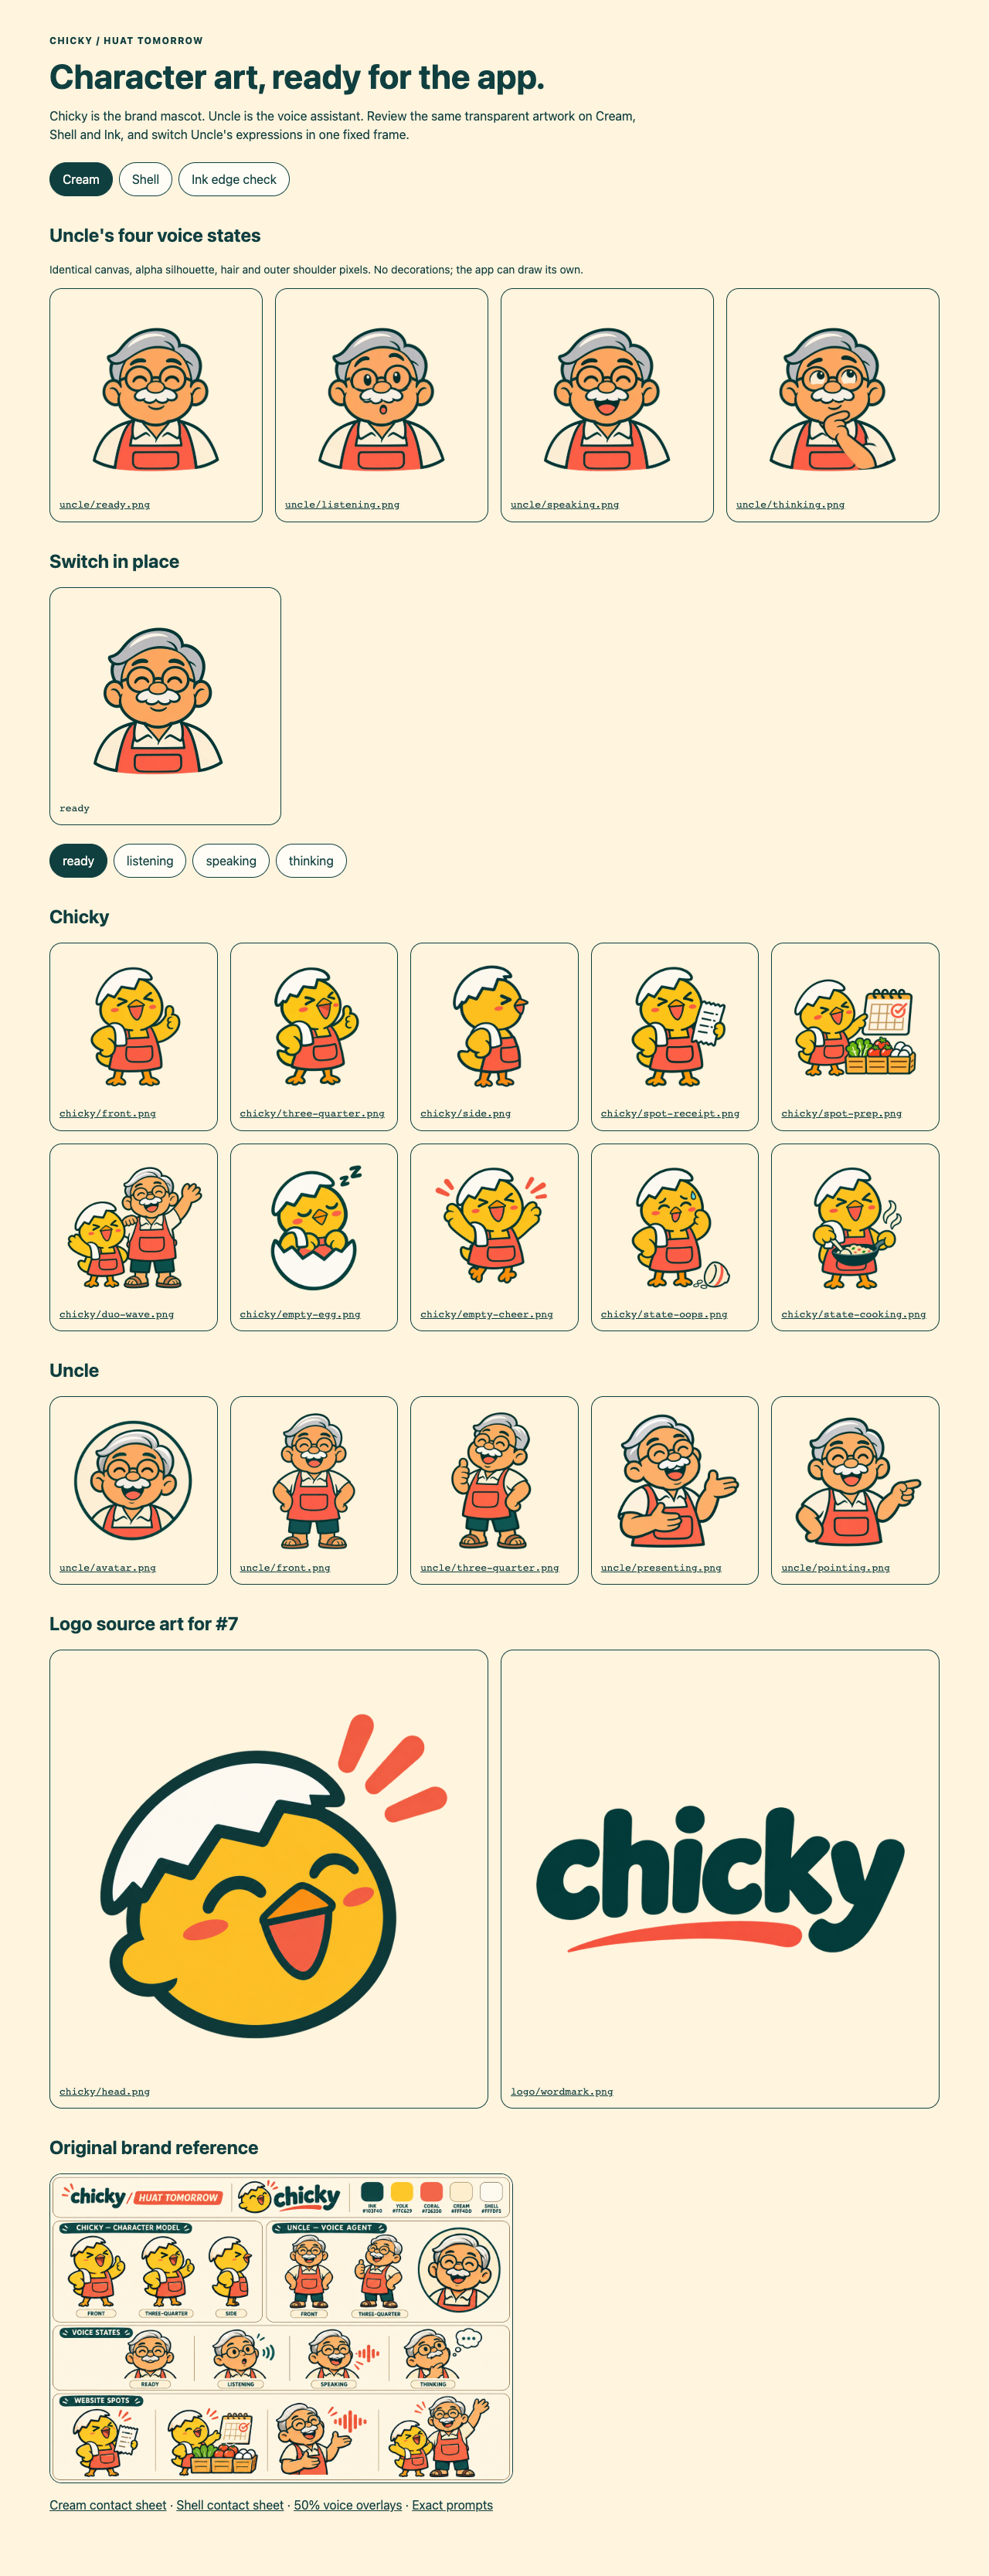 CHICKY / HUAT TOMORROW
Character art, ready for the app.
Chicky is the brand mascot. Uncle is the voice assistant. Review the same transparent artwork on Cream,
Shell and Ink, and switch Uncle's expressions in one fixed frame.
Cream
Shell
Ink edge check
Uncle's four voice states
Identical canvas, alpha silhouette, hair and outer shoulder pixels. No decorations; the app can draw its own.
uncle/ready.png
uncle/listening.png
uncle/speaking.png
uncle/thinking.png
Switch in place
ready
ready
listening
speaking
thinking
Chicky
chicky/front.png
chicky/three-quarter.png
chicky/side.png
chicky/spot-receipt.png
chicky/spot-prep.png
zzz
chicky/duo-wave.png
chicky/empty-egg.png
chicky/empty-cheer.png
chicky/state-oops.png
chicky/state-cooking.png
Uncle
uncle/avatar.png
uncle/front.png
uncle/three-quarter.png
uncle/presenting.png
uncle/pointing.png
Logo source art for #7
chicky
chicky/head.png
logo/wordmark.png
Original brand reference
chicky / HUAT TOMORROW
chicky
INK
YOLK
CORAL
CREAM
SHELL
CHICKY – CHARACTER MODEL
UNCLE – VOICE AGENT
FRONT
THREE-QUARTER
SIDE
FRONT
THREE-QUARTER
VOICE STATES
READY
LISTENING
SPEAKING
THINKING
WEBSITE SPOTS
Cream contact sheet · Shell contact sheet · 50% voice overlays · Exact prompts